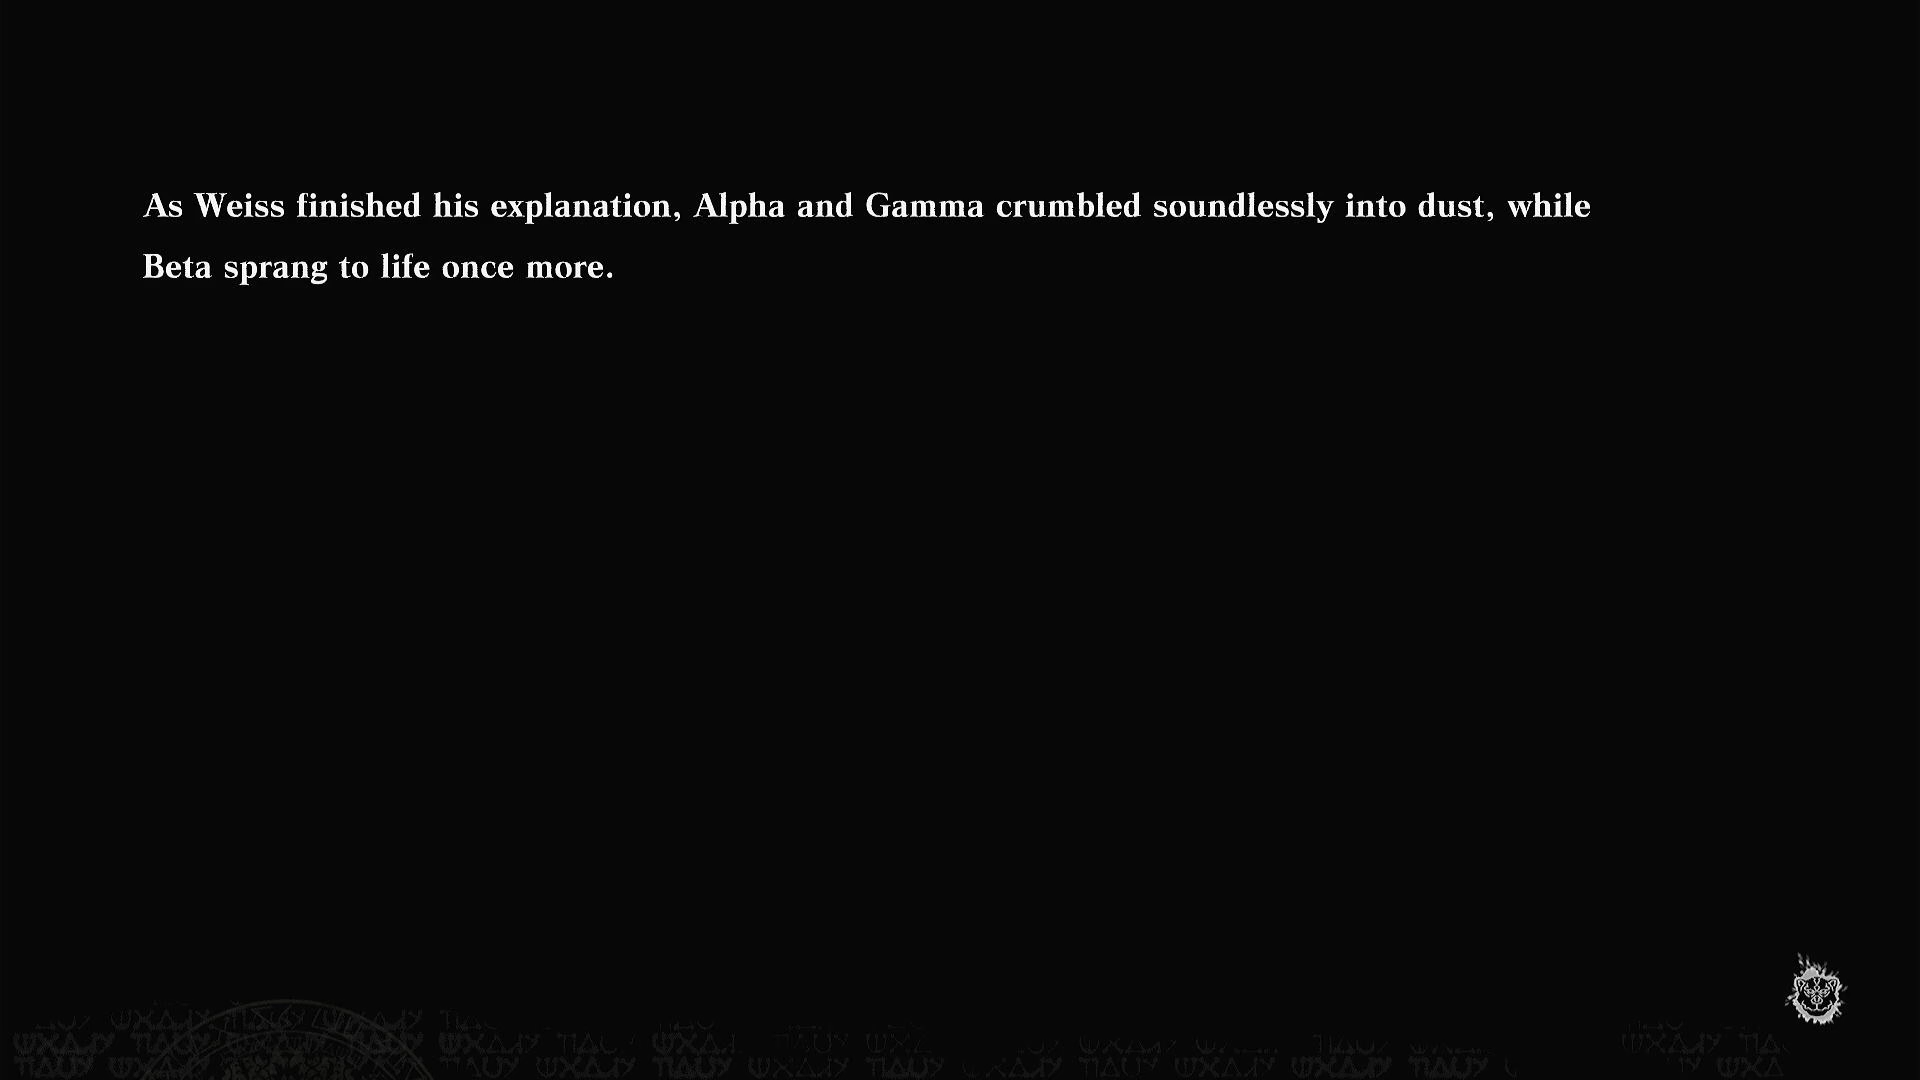 As Weiss finished his explanation, Alpha and Gamma crumbled soundlessly into dust, while
Beta sprang to life once more.